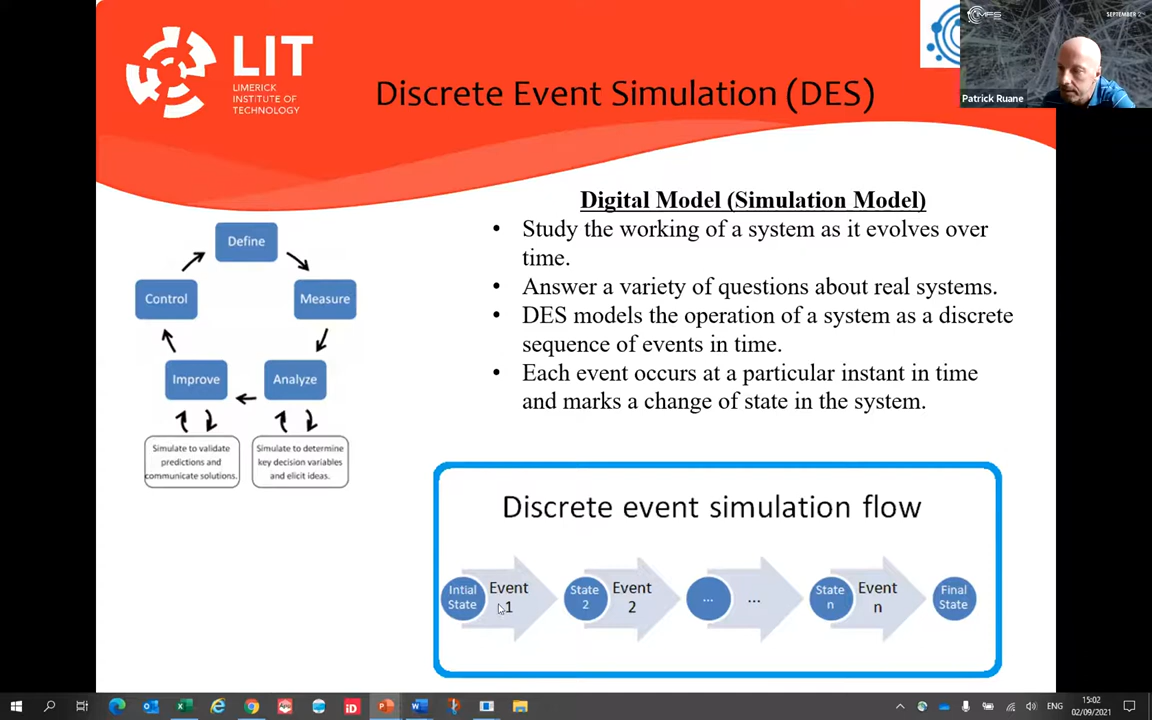 LIT
LIMERICK
INSTITUTE OF
TECHNOLOGY
Discrete Event Simulation (DES)
IMFS
SEPTEMBER 2
Patrick Ruane
Digital Model (Simulation Model)
• Study the working of a system as it evolves over
time.
• Answer a variety of questions about real systems.
• DES models the operation of a system as a discrete
sequence of events in time.
• Each event occurs at a particular instant in time
and marks a change of state in the system.
Define
Control
Measure
Improve
Analyze
Simulate to validate
predictions and
communicate solutions.
Simulate to determine
key decision variables
and elicit ideas.
Discrete event simulation flow
Intial
State
Event
1
State
2
Event
2
...
...
State
n
Event
n
Final
State
iD
ENG
15:02
02/09/2021